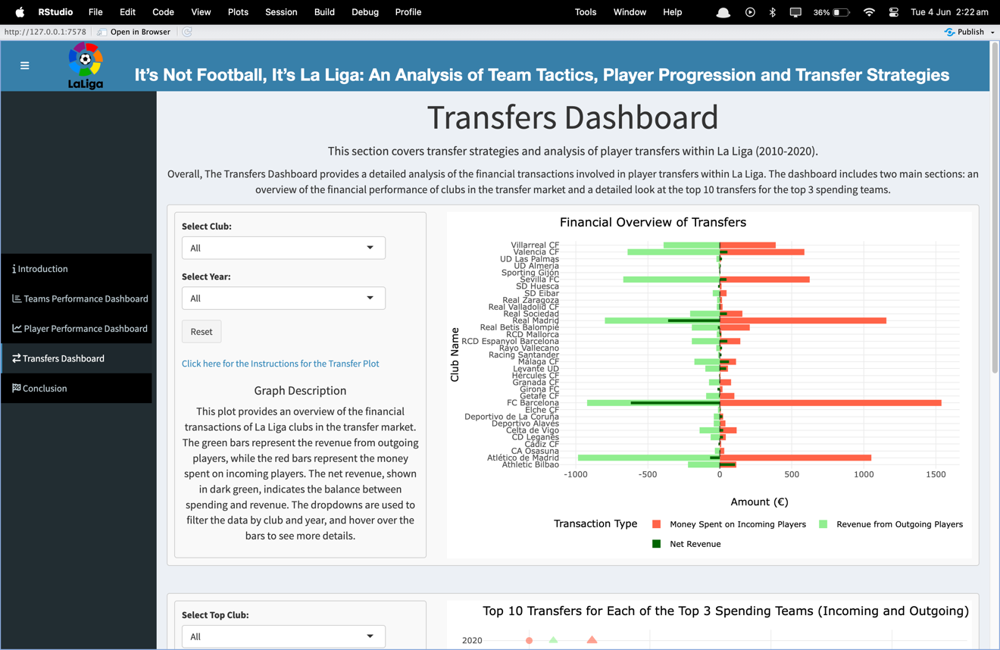 RStudio File Edit Code View Plots Session Build Debug Profile Tools Window Help 36% Tue 4 Jun 2:22 am
http://127.0.0.1:7578 Open in Browser Publish
LaLiga
It's Not Football, It's La Liga: An Analysis of Team Tactics, Player Progression and Transfer Strategies
Introduction
Teams Performance Dashboard
Player Performance Dashboard
Transfers Dashboard
Conclusion
Transfers Dashboard
This section covers transfer strategies and analysis of player transfers within La Liga (2010-2020).
Overall, The Transfers Dashboard provides a detailed analysis of the financial transactions involved in player transfers within La Liga. The dashboard includes two main sections: an
overview of the financial performance of clubs in the transfer market and a detailed look at the top 10 transfers for the top 3 spending teams.
Select Club:
All
Select Year:
All
Reset
Click here for the Instructions for the Transfer Plot
Graph Description
This plot provides an overview of the financial
transactions of La Liga clubs in the transfer market.
The green bars represent the revenue from outgoing
players, while the red bars represent the money
spent on incoming players. The net revenue, shown
in dark green, indicates the balance between
spending and revenue. The dropdowns are used to
filter the data by club and year, and hover over the
bars to see more details.
Financial Overview of Transfers
Club Name
Villarreal CF
Valencia CF
UD Las Palmas
UD Almería
Sporting Gijón
Sevilla FC
SD Huesca
SD Eibar
Real Zaragoza
Real Valladolid CF
Real Sociedad
Real Madrid
Real Betis Balompié
RCD Mallorca
RCD Espanyol Barcelona
Rayo Vallecano
Racing Santander
Málaga CF
Levante UD
Hércules CF
Granada CF
Girona FC
Getafe CF
FC Barcelona
Elche CF
Deportivo de La Coruña
Deportivo Alavés
Celta de Vigo
CD Leganés
Cádiz CF
CA Osasuna
Atlético de Madrid
Athletic Bilbao
-1000 -500 0 500 1000 1500
Amount (€)
Transaction Type Money Spent on Incoming Players Revenue from Outgoing Players
Net Revenue
Select Top Club:
All
Top 10 Transfers for Each of the Top 3 Spending Teams (Incoming and Outgoing)
2020